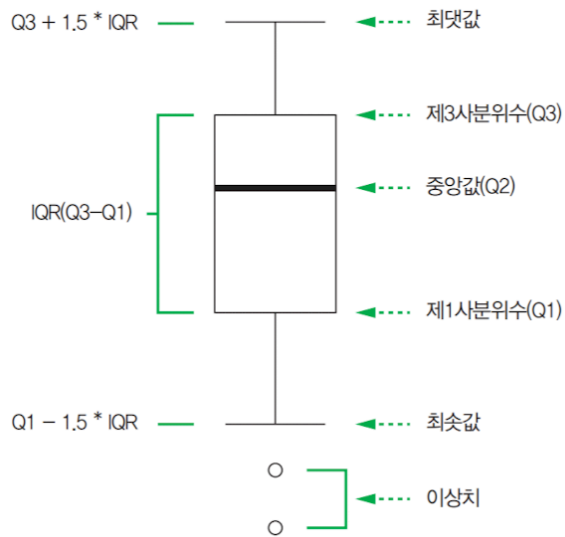 Q3 + 1.5 * IQR
최댓값
제3사분위수(Q3)
중앙값(Q2)
IQR(Q3-Q1)
제1사분위수(Q1)
Q1 - 1.5 * IQR
최솟값
이상치